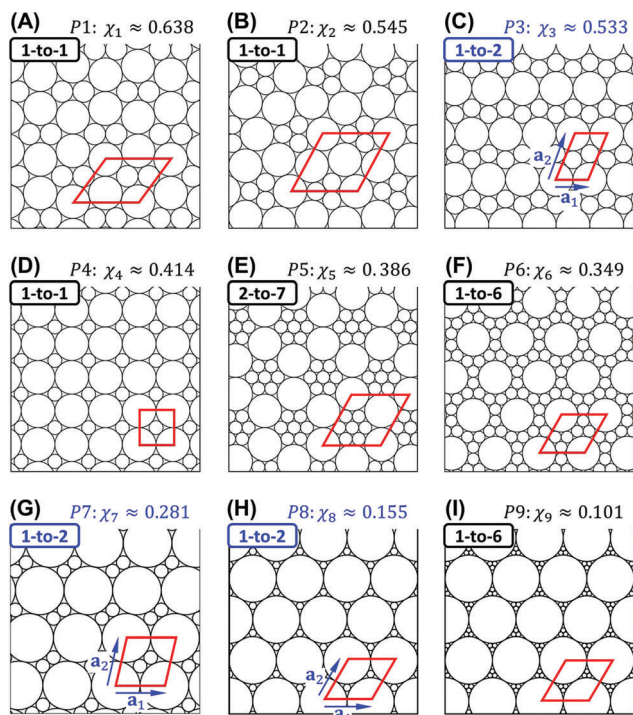 (A) P1: χ₁ ≈ 0.638
1-to-1
(B) P2: χ₂ ≈ 0.545
1-to-1
(C) P3: χ₃ ≈ 0.533
1-to-2
a₂
a₁
(D) P4: χ₄ ≈ 0.414
1-to-1
(E) P5: χ₅ ≈ 0.386
2-to-7
(F) P6: χ₆ ≈ 0.349
1-to-6
(G) P7: χ₇ ≈ 0.281
1-to-2
a₂
a₁
(H) P8: χ₈ ≈ 0.155
1-to-2
a₂
(I) P9: χ₉ ≈ 0.101
1-to-6